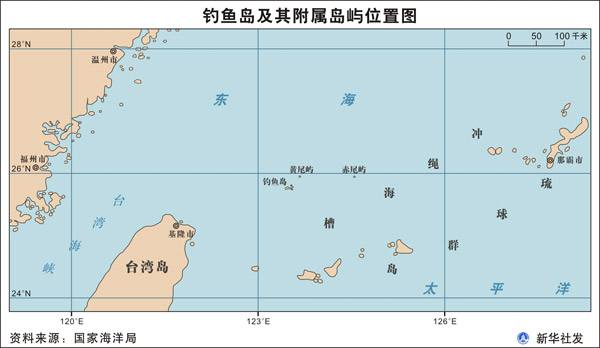 钓鱼岛及其附属岛屿位置图
0 50 100千米
28°N
温州市
东海
冲绳海槽
福州市
那霸市
26°N
黄尾屿
赤尾屿
钓鱼岛
琉球群岛
台湾海峡
基隆市
台湾岛
24°N
太平洋
120°E
123°E
126°E
资料来源：国家海洋局
新华社发